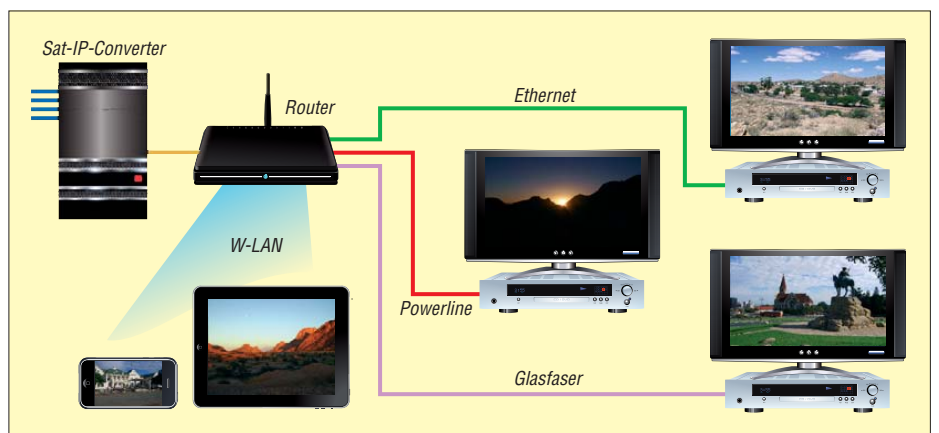 Sat-IP-Converter
Router
Ethernet
W-LAN
Powerline
Glasfaser